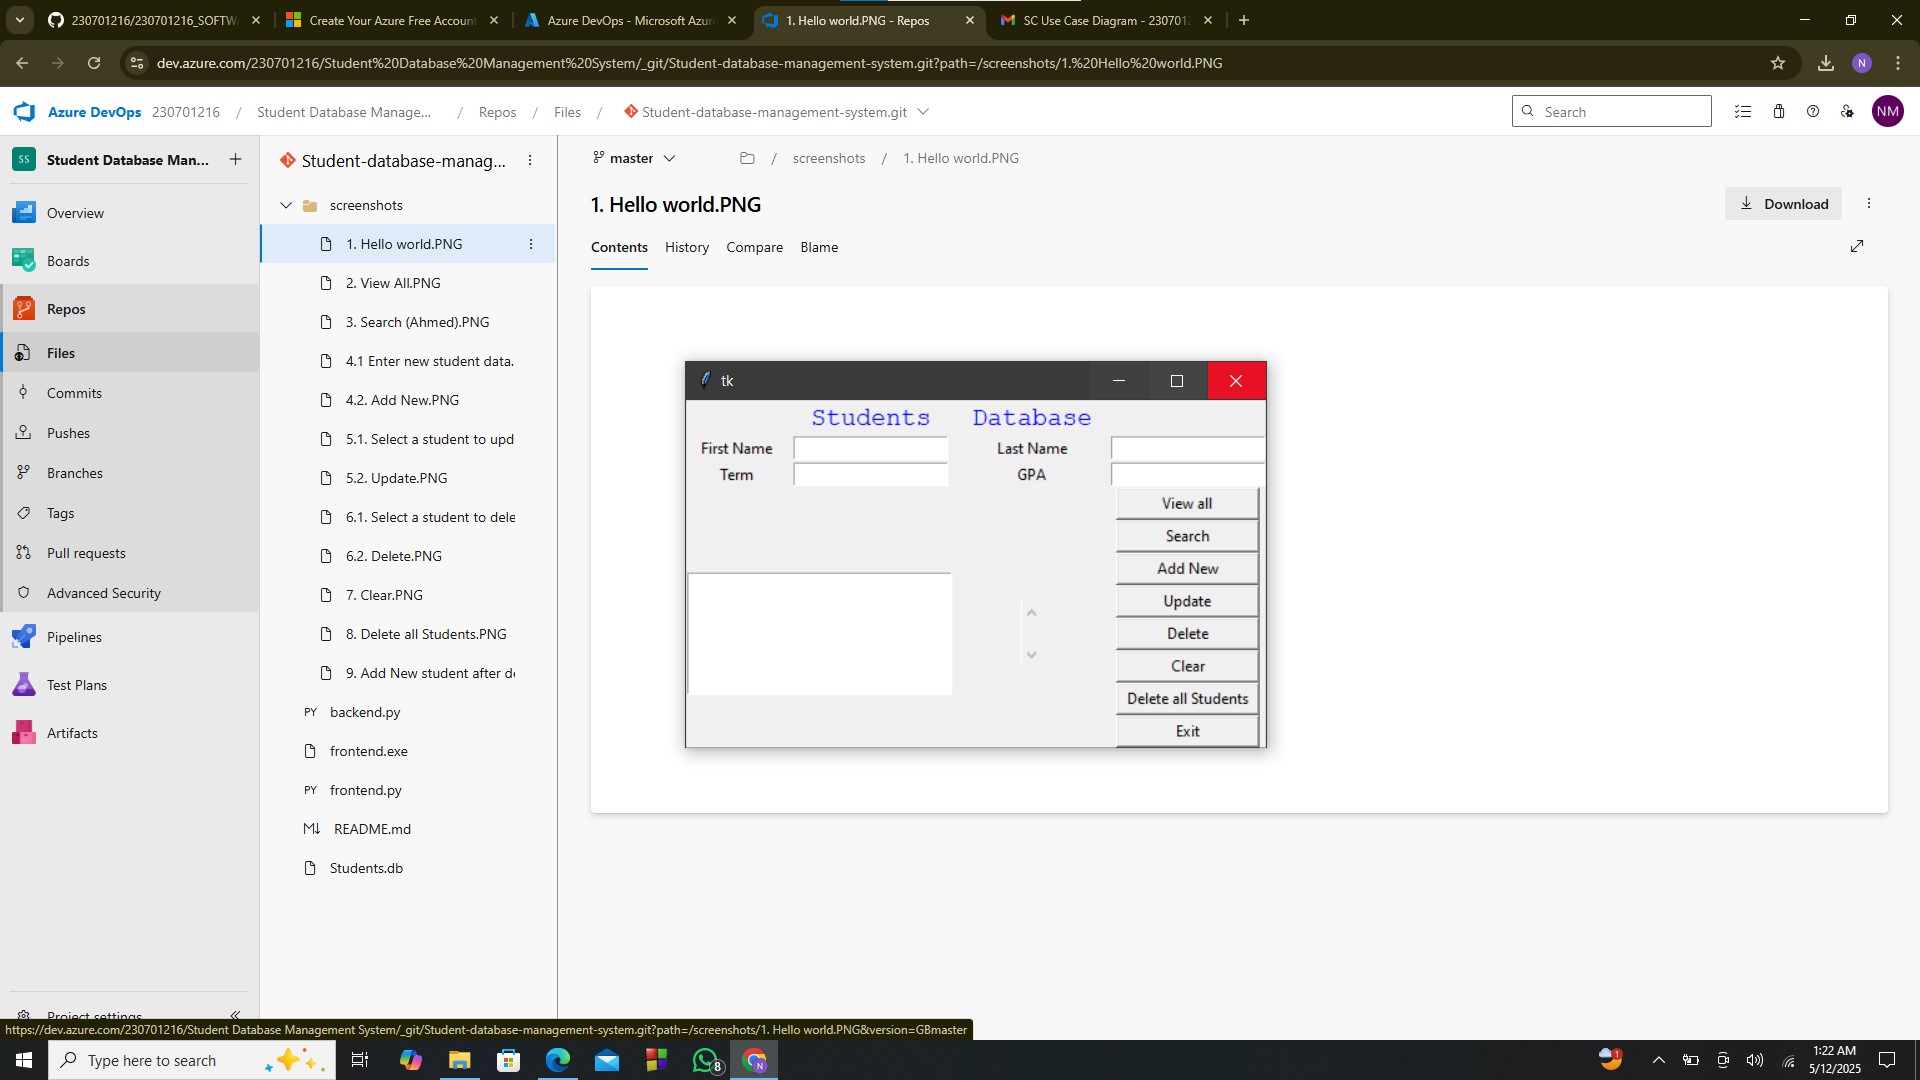 230701216/230701216_SOFTW
Create Your Azure Free Account
Azure DevOps - Microsoft Azur
1. Hello world.PNG - Repos
SC Use Case Diagram - 230701
dev.azure.com/230701216/Student%20Database%20Management%20System/_git/Student-database-management-system.git?path=/screenshots/1.%20Hello%20world.PNG
N
Azure DevOps 230701216 / Student Database Manage... / Repos / Files / Student-database-management-system.git
Search
NM
SS Student Database Man...
Overview
Boards
Repos
Files
Commits
Pushes
Branches
Tags
Pull requests
Advanced Security
Pipelines
Test Plans
Artifacts
Project settings
Student-database-manag...
screenshots
1. Hello world.PNG
2. View All.PNG
3. Search (Ahmed).PNG
4.1 Enter new student data.
4.2. Add New.PNG
5.1. Select a student to upd
5.2. Update.PNG
6.1. Select a student to dele
6.2. Delete.PNG
7. Clear.PNG
8. Delete all Students.PNG
9. Add New student after de
PY backend.py
frontend.exe
PY frontend.py
M↓ README.md
Students.db
master
/ screenshots / 1. Hello world.PNG
1. Hello world.PNG
Download
Contents History Compare Blame
tk
Students Database
First Name Last Name
Term GPA
View all
Search
Add New
Update
Delete
Clear
Delete all Students
Exit
https://dev.azure.com/230701216/Student Database Management System/_git/Student-database-management-system.git?path=/screenshots/1. Hello world.PNG&version=GBmaster
Type here to search
8
N
1
1:22 AM
5/12/2025